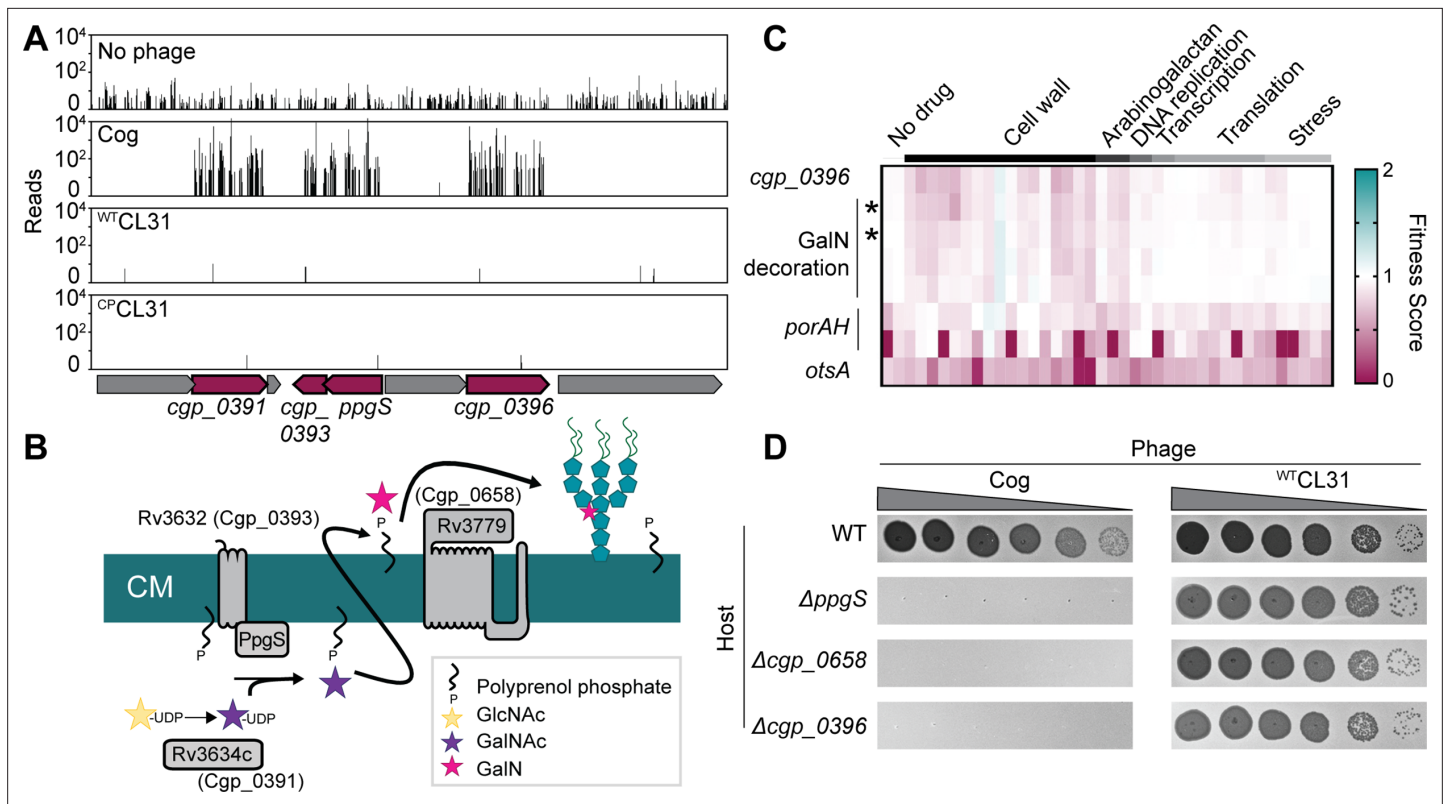 A
Reads
10⁴
10²
0
No phage
10⁴
10²
0
Cog
10⁴
10²
0
WTCL31
10⁴
10²
0
CPCL31
cgp_0391
cgp_
0393
ppgS
cgp_0396
B
Rv3632 (Cgp_0393)
(Cgp_0658)
Rv3779
P
P
CM
PpgS
P
P
P
-UDP
-UDP
Rv3634c
(Cgp_0391)
P
Polyprenol phosphate
GlcNAc
GalNAc
GalN
C
No drug
Cell wall
Arabinogalactan
DNA replication
Transcription
Translation
Stress
cgp_0396
*
*
GalN
decoration
porAH
otsA
2
1
0
Fitness Score
D
Phage
Cog
WTCL31
Host
WT
ΔppgS
Δcgp_0658
Δcgp_0396